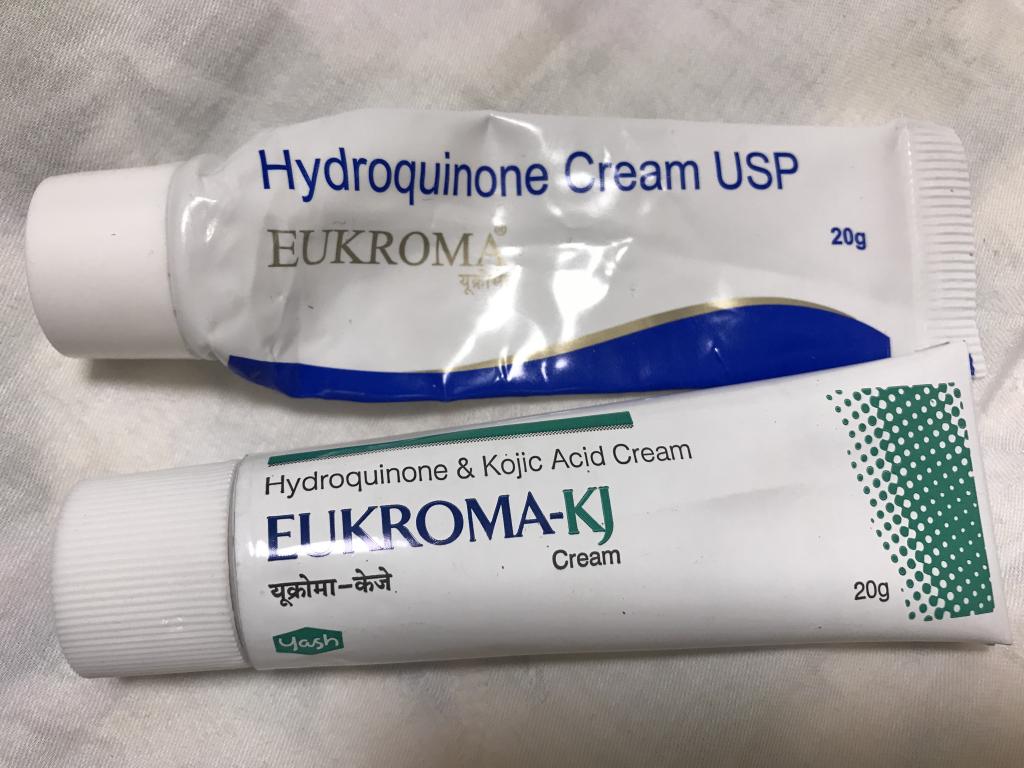 Hydroquinone Cream USP
EUKROMA®
यूक्रोमा
20g
Hydroquinone & Kojic Acid Cream
EUKROMA-KJ
Cream
यूक्रोमा–केजे
20g
yash